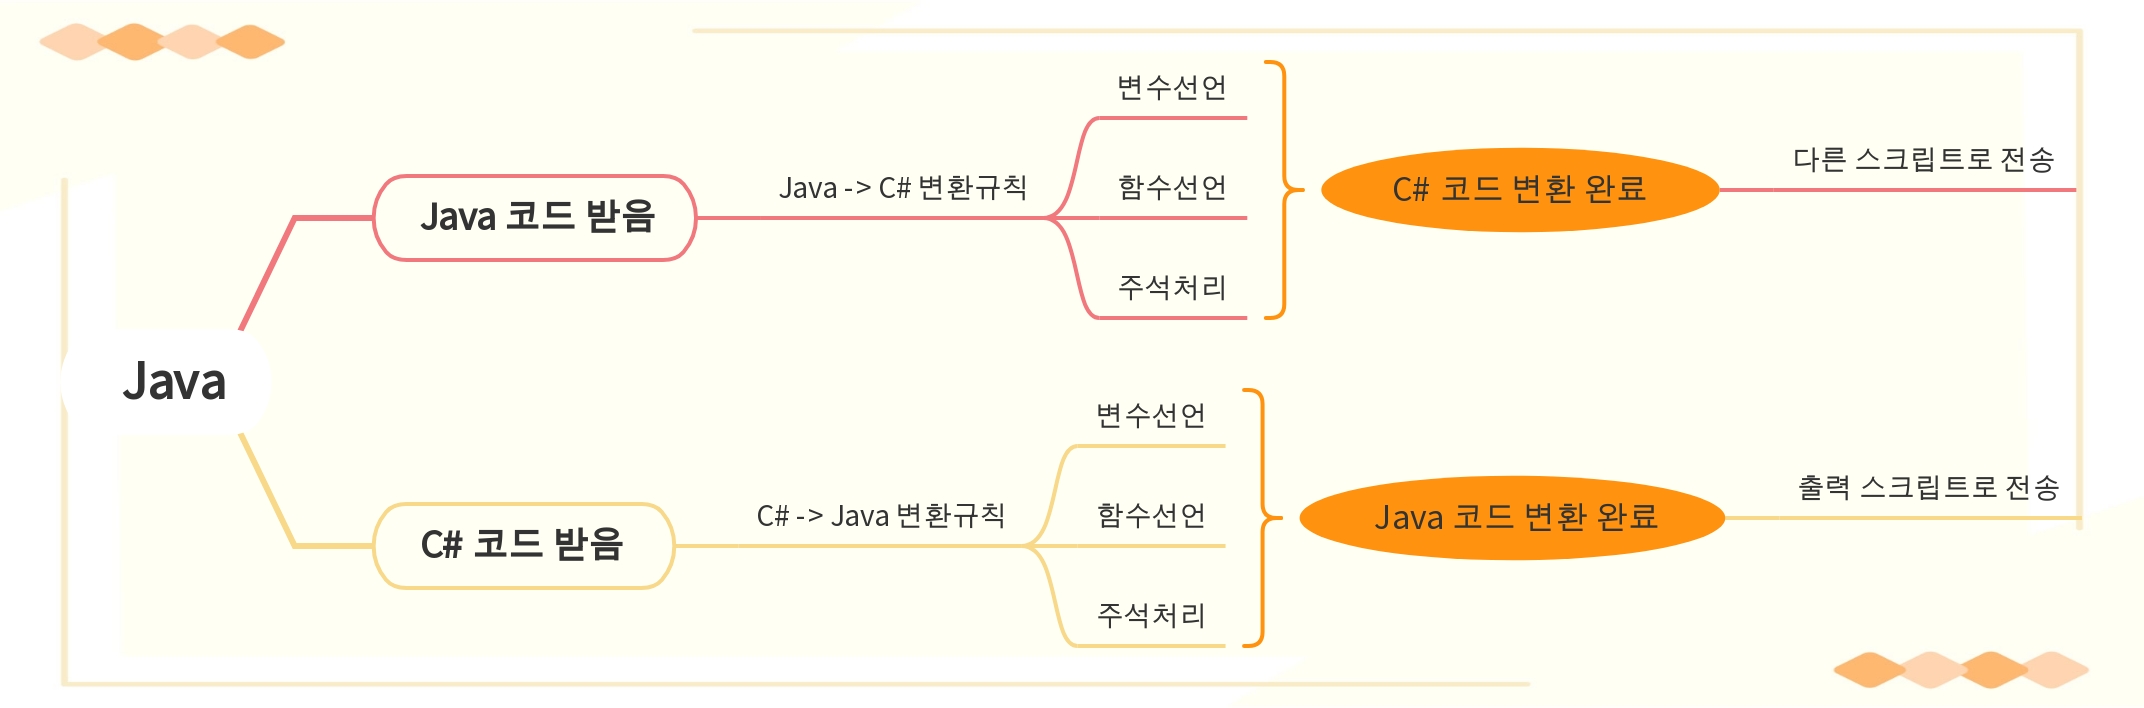 Java
Java 코드 받음
Java -> C# 변환규칙
변수선언
함수선언
주석처리
C# 코드 변환 완료
다른 스크립트로 전송
C# 코드 받음
C# -> Java 변환규칙
변수선언
함수선언
주석처리
Java 코드 변환 완료
출력 스크립트로 전송